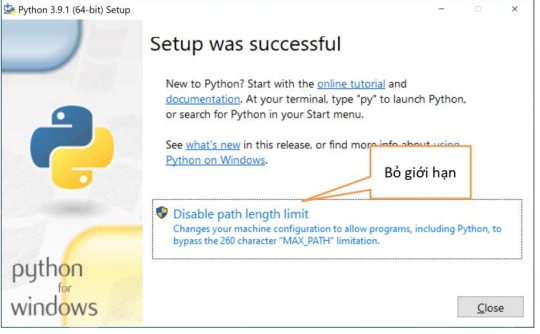 Python 3.9.1 (64-bit) Setup
Setup was successful
New to Python? Start with the online tutorial and
documentation. At your terminal, type "py" to launch Python,
or search for Python in your Start menu.
See what's new in this release, or find more info about using
Python on Windows.
Bỏ giới hạn
Disable path length limit
Changes your machine configuration to allow programs, including Python, to
bypass the 260 character "MAX_PATH" limitation.
python
for
windows
Close